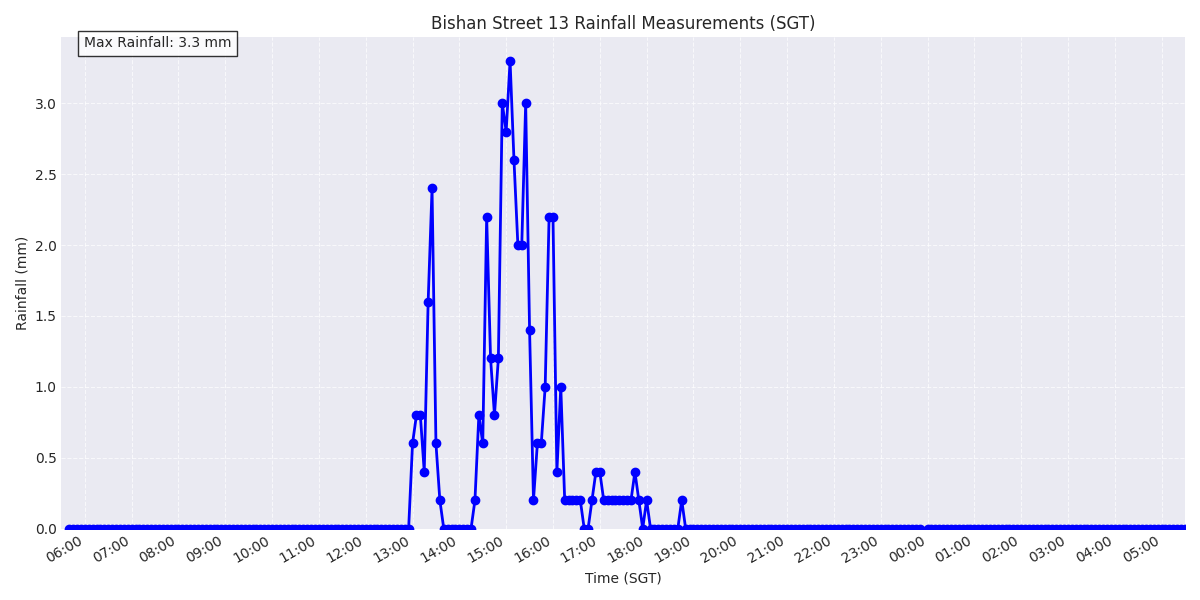 Bishan Street 13 Rainfall Measurements (SGT)
Max Rainfall: 3.3 mm
Rainfall (mm)
3.0
2.5
2.0
1.5
1.0
0.5
0.0
06:00 07:00 08:00 09:00 10:00 11:00 12:00 13:00 14:00 15:00 16:00 17:00 18:00 19:00 20:00 21:00 22:00 23:00 00:00 01:00 02:00 03:00 04:00 05:00
Time (SGT)